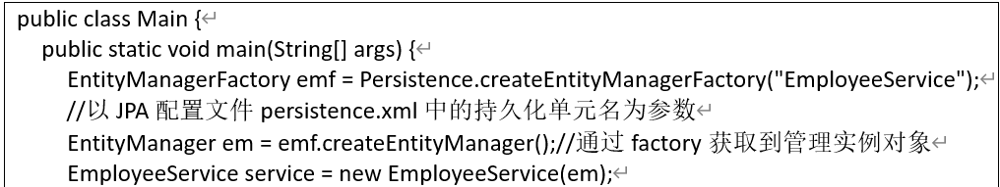 public class Main {↵
public static void main(String[] args) {↵
EntityManagerFactory emf = Persistence.createEntityManagerFactory("EmployeeService");↵
//以 JPA 配置文件 persistence.xml 中的持久化单元名为参数↵
EntityManager em = emf.createEntityManager();//通过 factory 获取到管理实例对象↵
EmployeeService service = new EmployeeService(em);↵